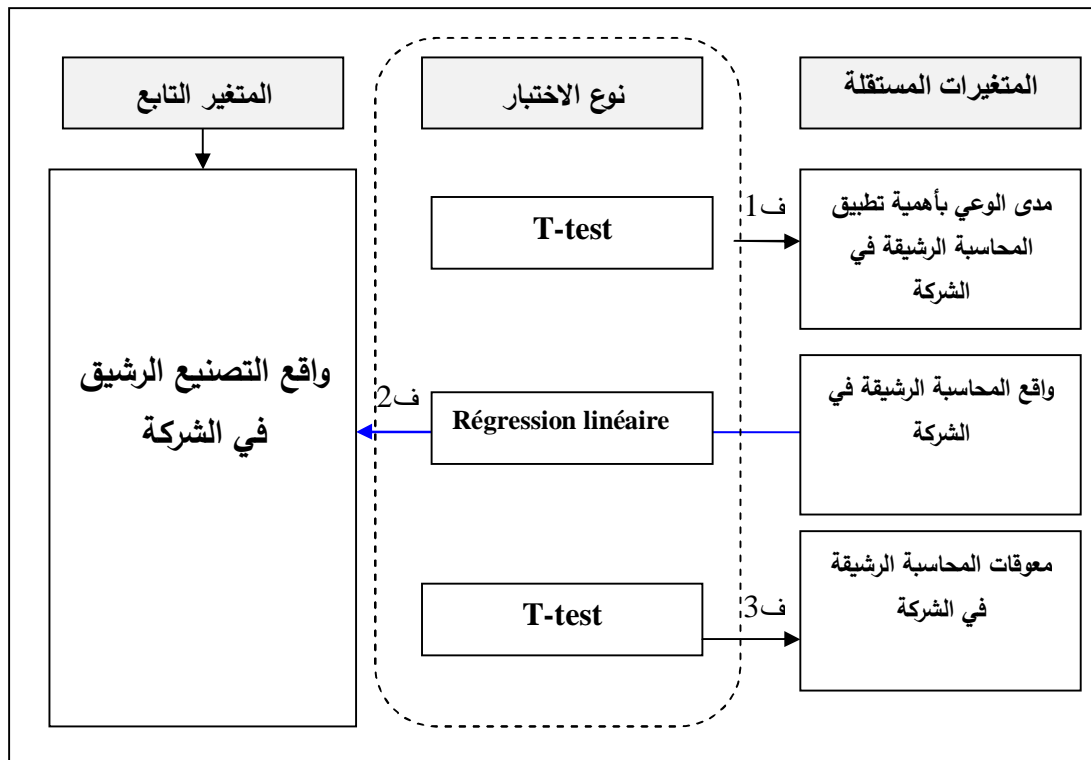 المتغيرات المستقلة
نوع الاختبار
المتغير التابع
مدى الوعي بأهمية تطبيق
المحاسبة الرشيقة في
الشركة
ف1
T-test
واقع التصنيع الرشيق
في الشركة
واقع المحاسبة الرشيقة في
الشركة
Régression linéaire
ف2
معوقات المحاسبة الرشيقة
في الشركة
ف3
T-test